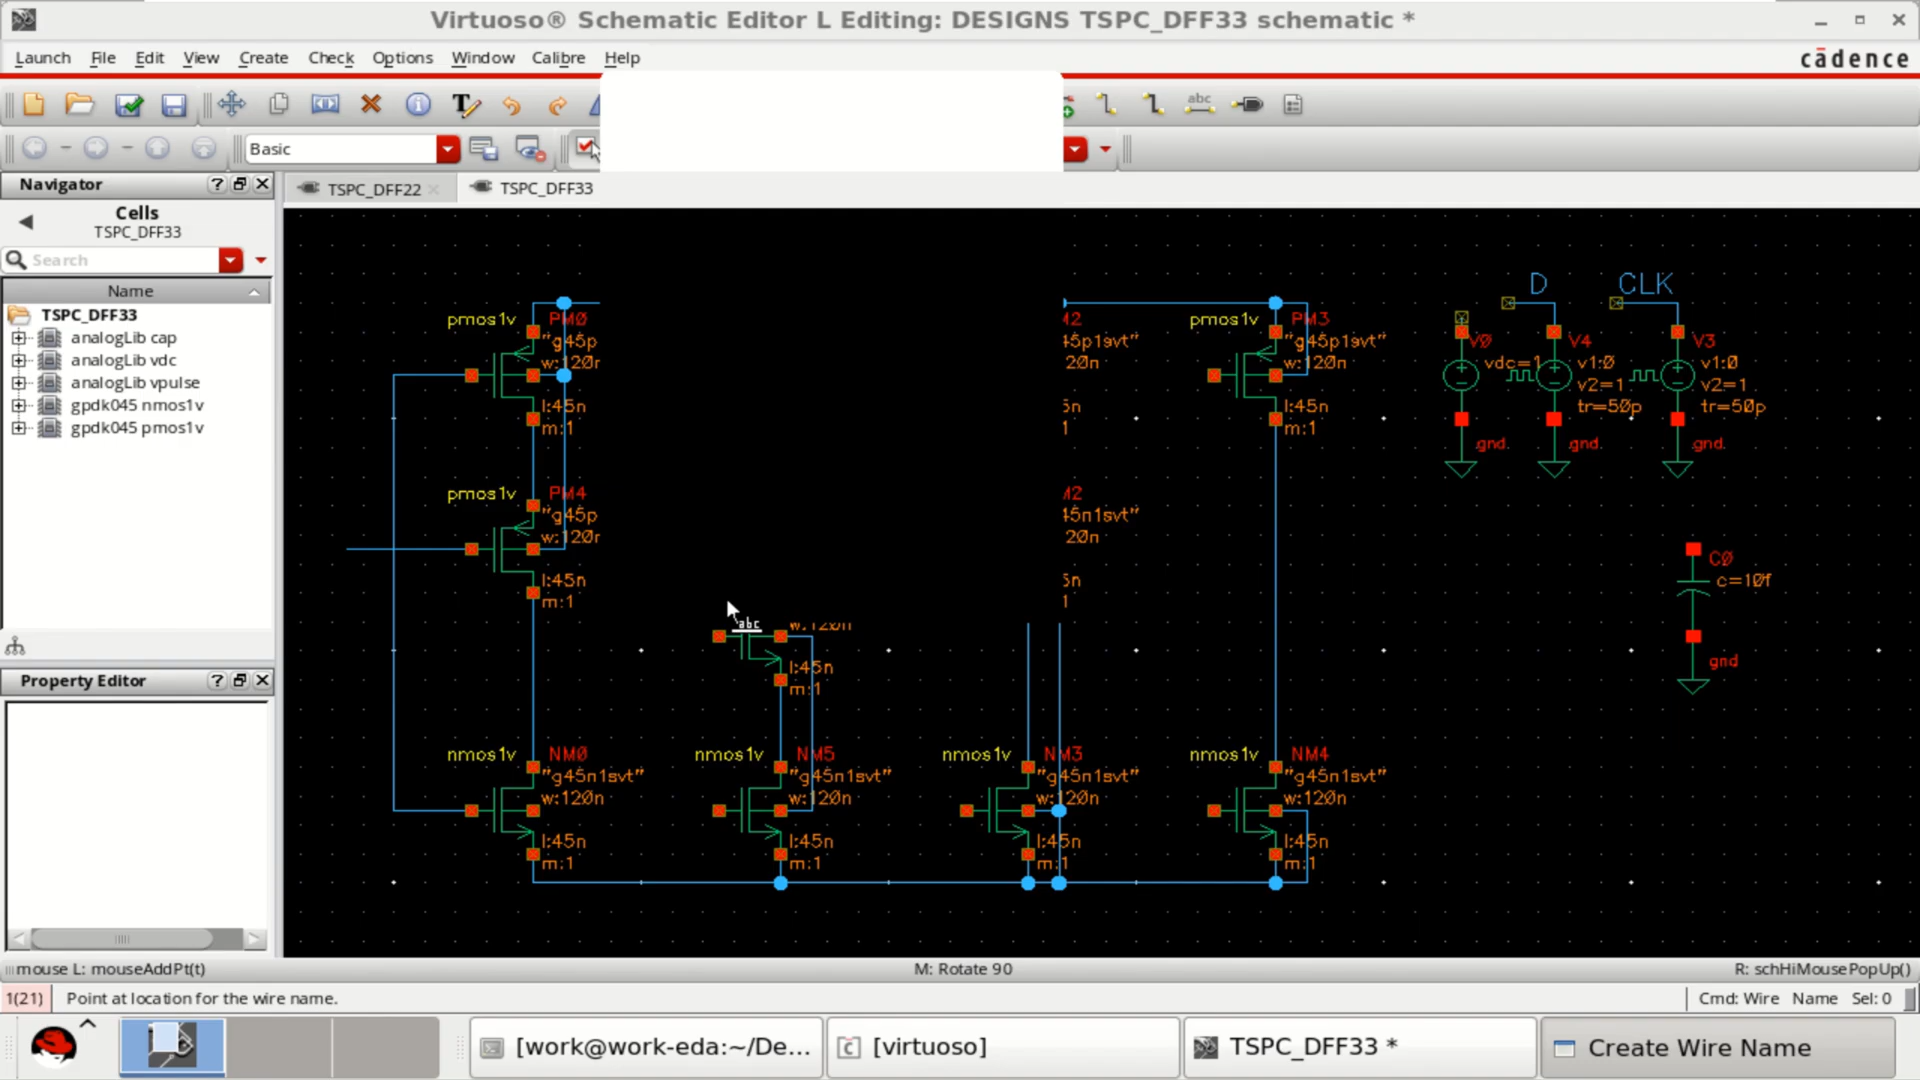 Virtuoso® Schematic Editor L Editing: DESIGNS TSPC_DFF33 schematic *
Launch File Edit View Create Check Options Window Calibre Help
cādence
abc
Basic
Navigator
TSPC_DFF22
TSPC_DFF33
Cells
TSPC_DFF33
Search
Name
TSPC_DFF33
analogLib cap
analogLib vdc
analogLib vpulse
gpdk045 nmos1v
gpdk045 pmos1v
Property Editor
pmos1v PM0
"g45p
w:120n
l:45n
m:1
pmos1v PM4
"g45p
w:120n
l:45n
m:1
nmos1v NM0
"g45n1svt"
w:120n
l:45n
m:1
abc
w:120n
l:45n
m:1
nmos1v NM5
"g45n1svt"
w:120n
l:45n
m:1
nmos1v NM3
"g45n1svt"
w:120n
l:45n
m:1
pmos1v PM3
"g45p1svt"
w:120n
l:45n
m:1
nmos1v NM4
"g45n1svt"
w:120n
l:45n
m:1
D
CLK
V0
vdc=1
gnd
V4
v1:0
v2=1
tr=50p
gnd
V3
v1:0
v2=1
tr=50p
gnd
C0
c=10f
gnd
mouse L: mouseAddPt(t)
M: Rotate 90
R: schHiMousePopUp()
1(21)
Point at location for the wire name.
Cmd: Wire Name Sel: 0
[work@work-eda:~/De...
[virtuoso]
TSPC_DFF33 *
Create Wire Name